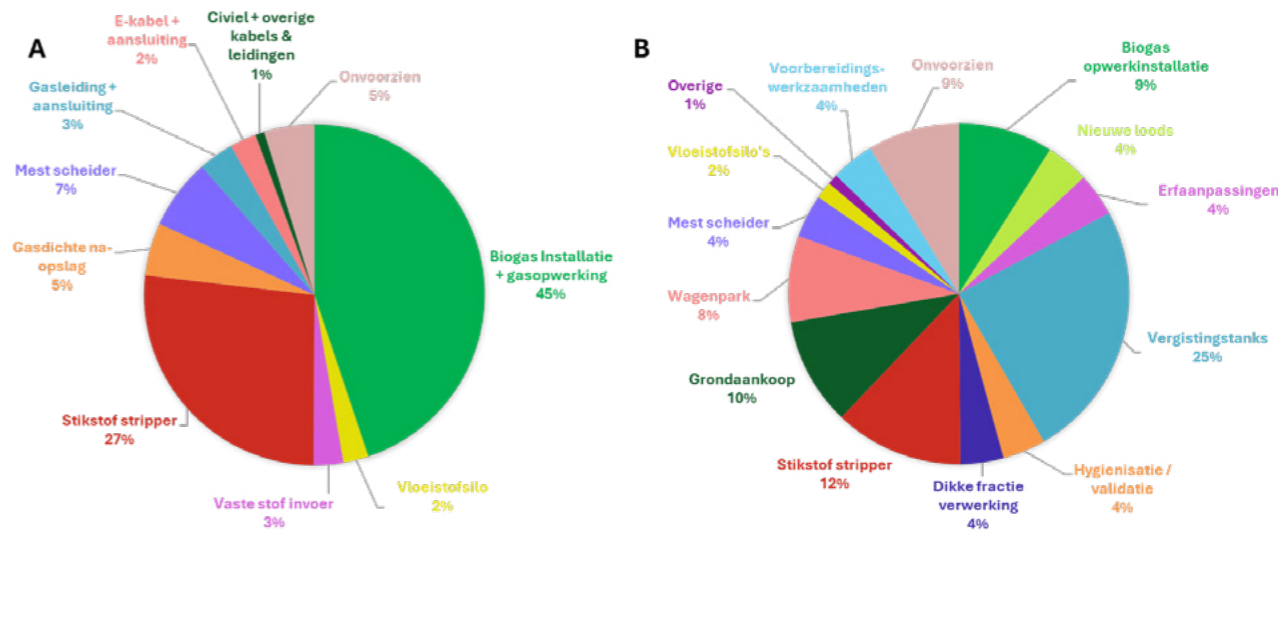 A
E-kabel +
aansluiting
2%
Civiel + overige
kabels &
leidingen
1%
Onvoorzien
5%
Gasleiding +
aansluiting
3%
Mest scheider
7%
Gasdichte na-
opslag
5%
Biogas Installatie
+ gasopwerking
45%
Stikstof stripper
27%
Vaste stof invoer
3%
Vloeistofsilo
2%
B
Biogas
opwerkinstallatie
9%
Onvoorzien
9%
Voorbereidings-
werkzaamheden
4%
Overige
1%
Nieuwe loods
4%
Vloeistofsilo's
2%
Erfaanpassingen
4%
Mest scheider
4%
Wagenpark
8%
Vergistingstanks
25%
Grondaankoop
10%
Stikstof stripper
12%
Dikke fractie
verwerking
4%
Hygienisatie /
validatie
4%